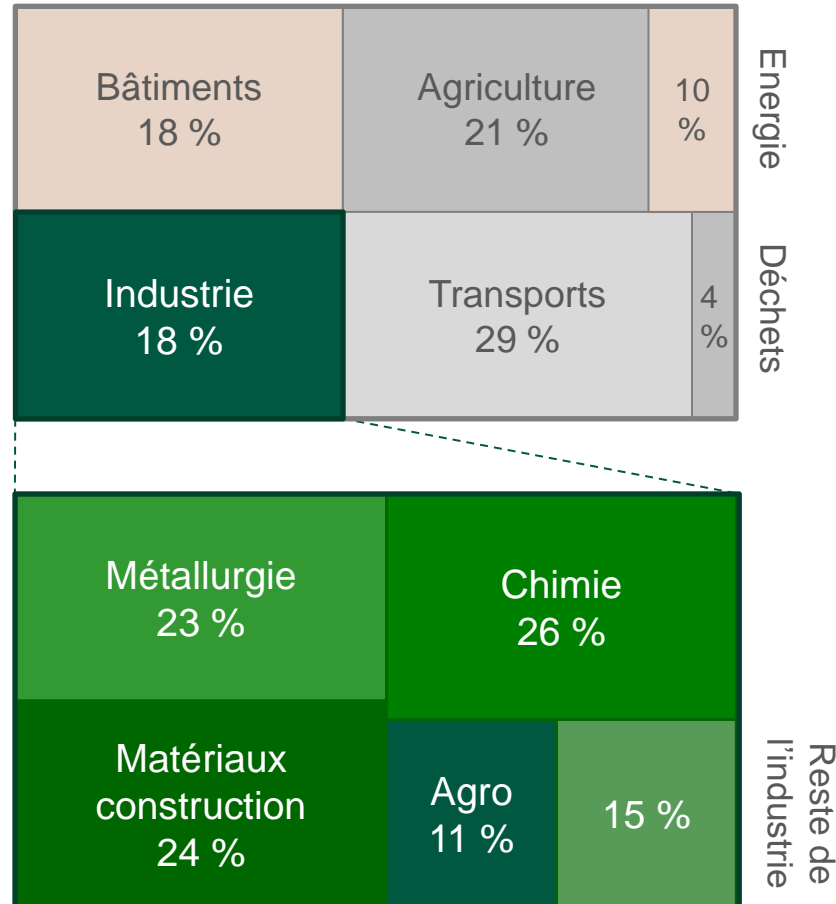 Bâtiments
18 %
Agriculture
21 %
10
%
Energie
Industrie
18 %
Transports
29 %
4
%
Déchets
Métallurgie
23 %
Chimie
26 %
Matériaux
construction
24 %
Agro
11 %
15 %
Reste de
l’industrie